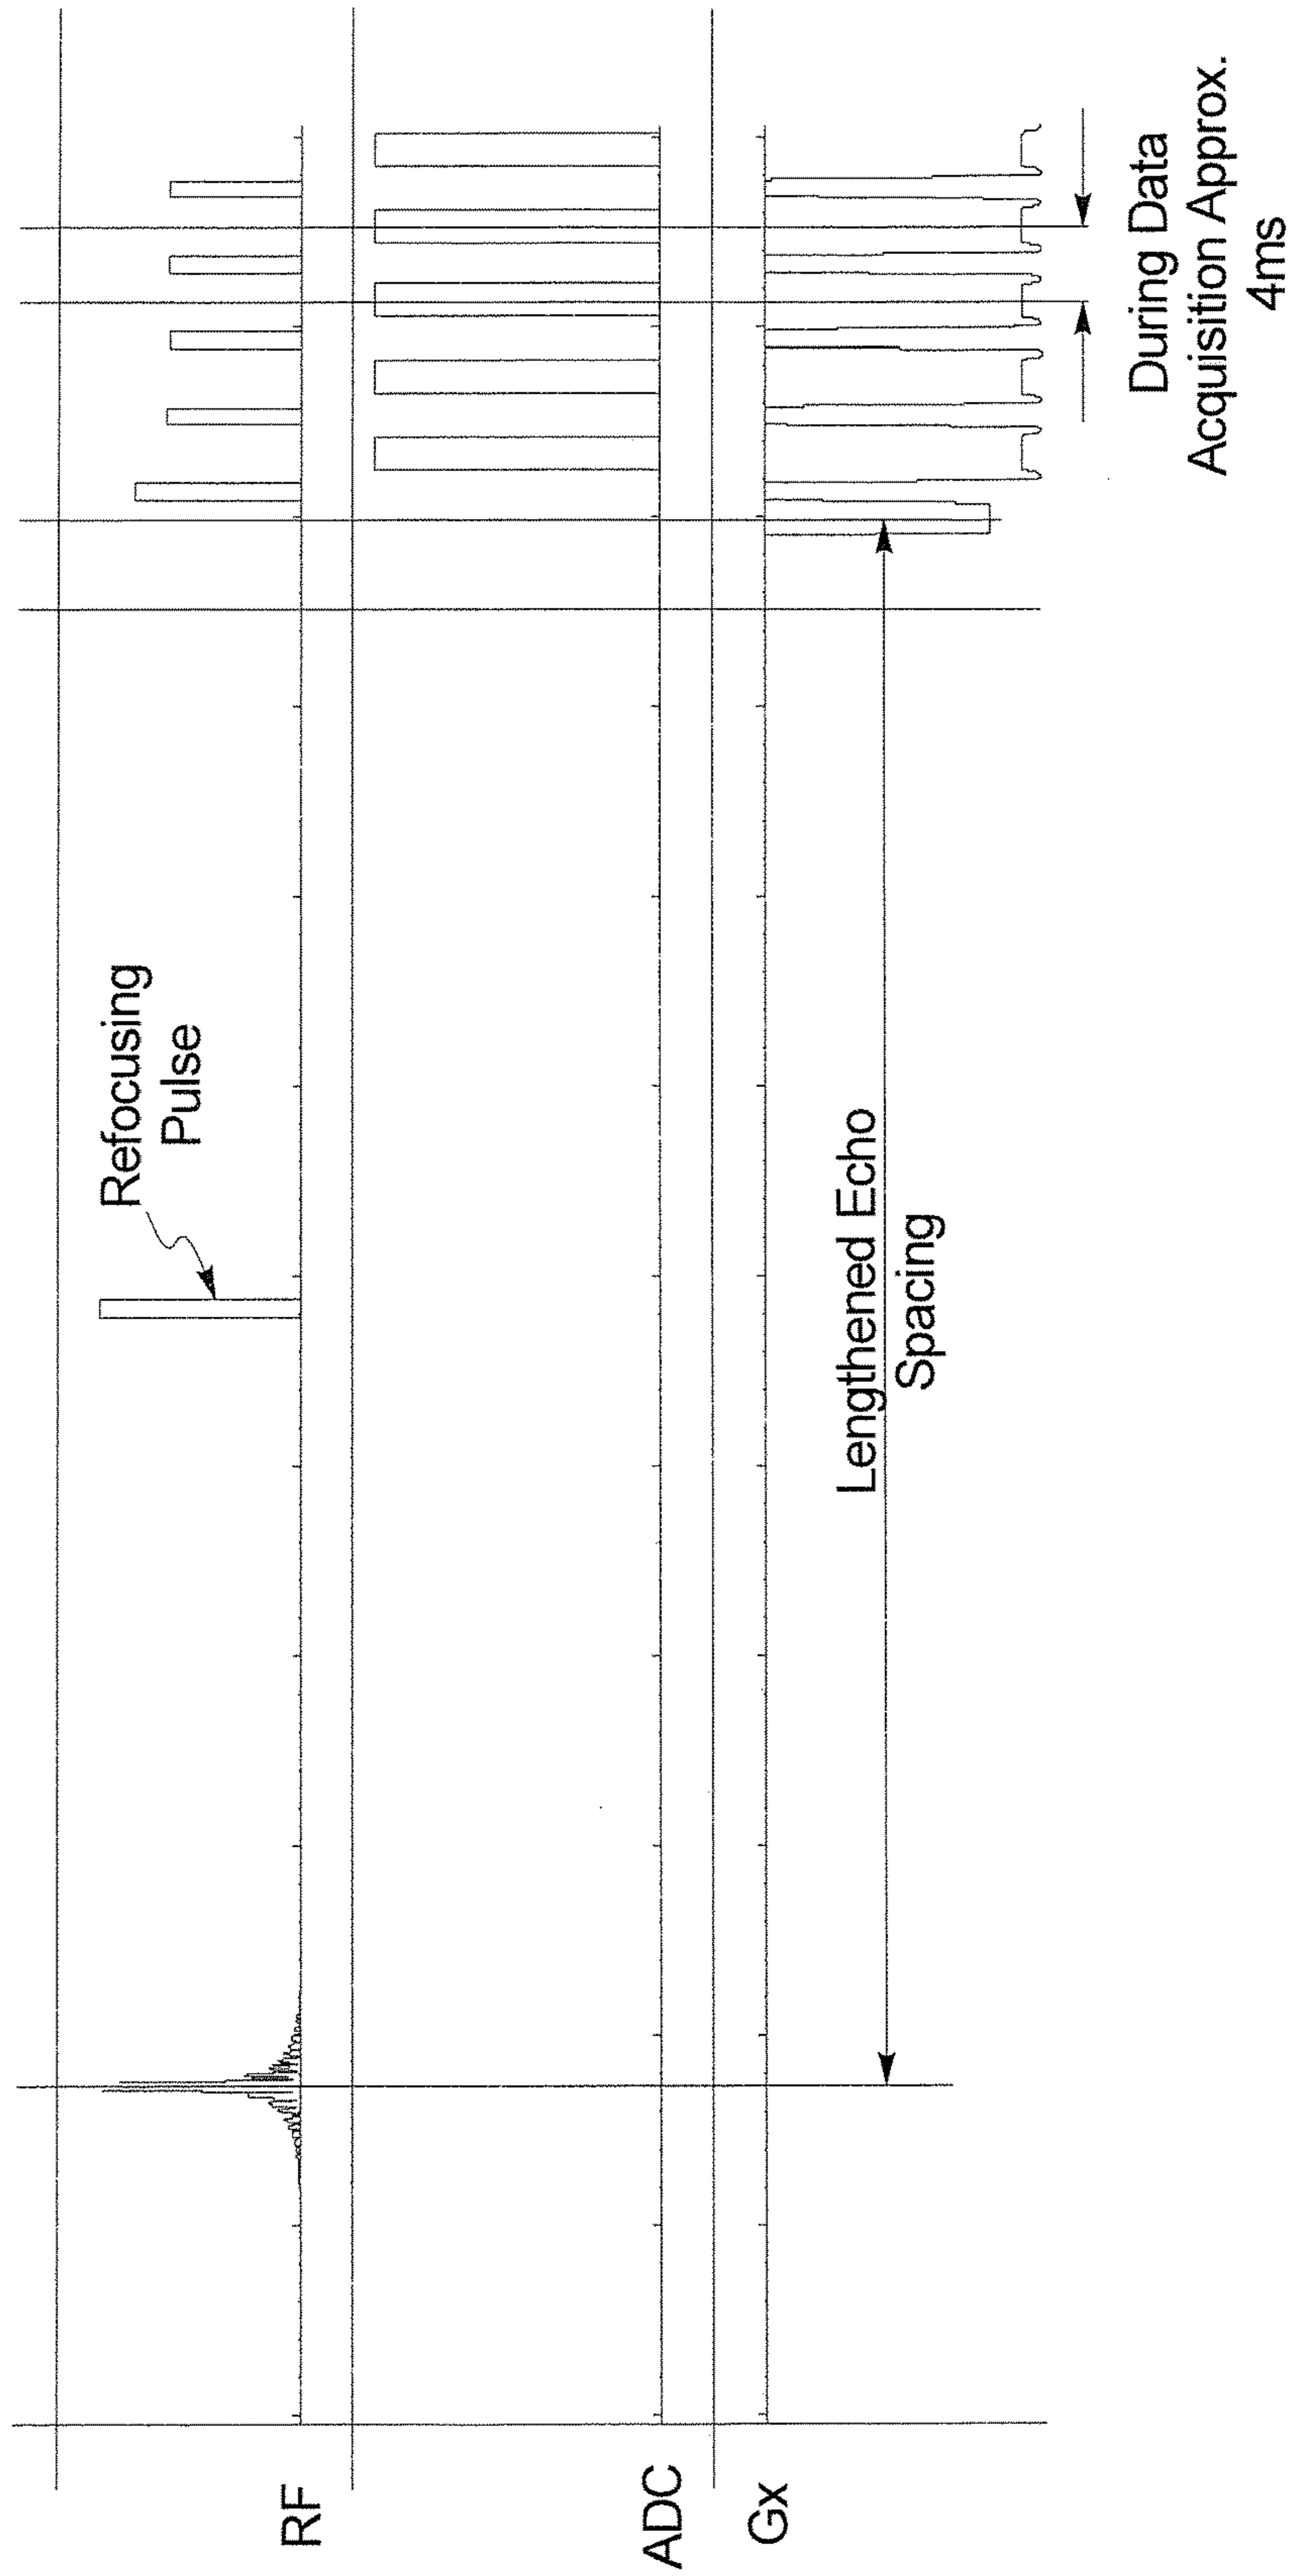 Refocusing
Pulse
RF
ADC
Gx
Lengthened Echo
Spacing
During Data
Acquisition Approx.
4ms